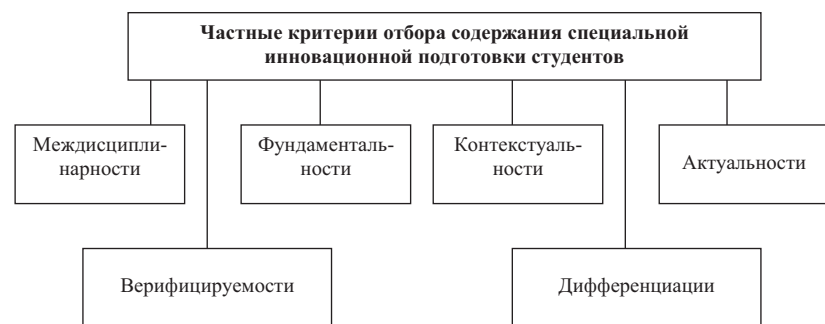 Частные критерии отбора содержания специальной
инновационной подготовки студентов
Междисципли-
нарности
Фундаменталь-
ности
Контекстуаль-
ности
Актуальности
Верифицируемости
Дифференциации